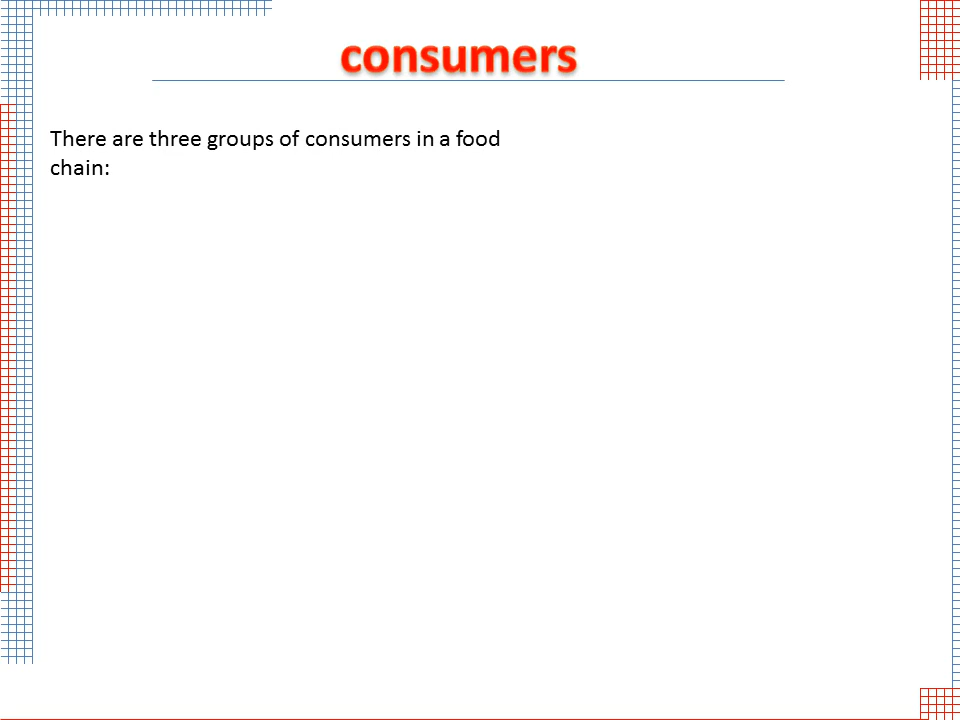 consumers
There are three groups of consumers in a food
chain: